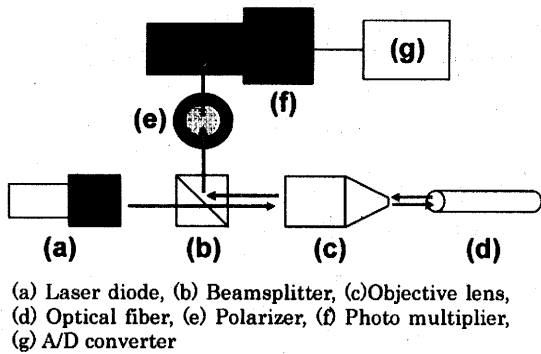 (g)
(e)
(f)
(a)
(b)
(c)
(d)
(a) Laser diode, (b) Beamsplitter, (c)Objective lens,
(d) Optical fiber, (e) Polarizer, (f) Photo multiplier,
(g) A/D converter